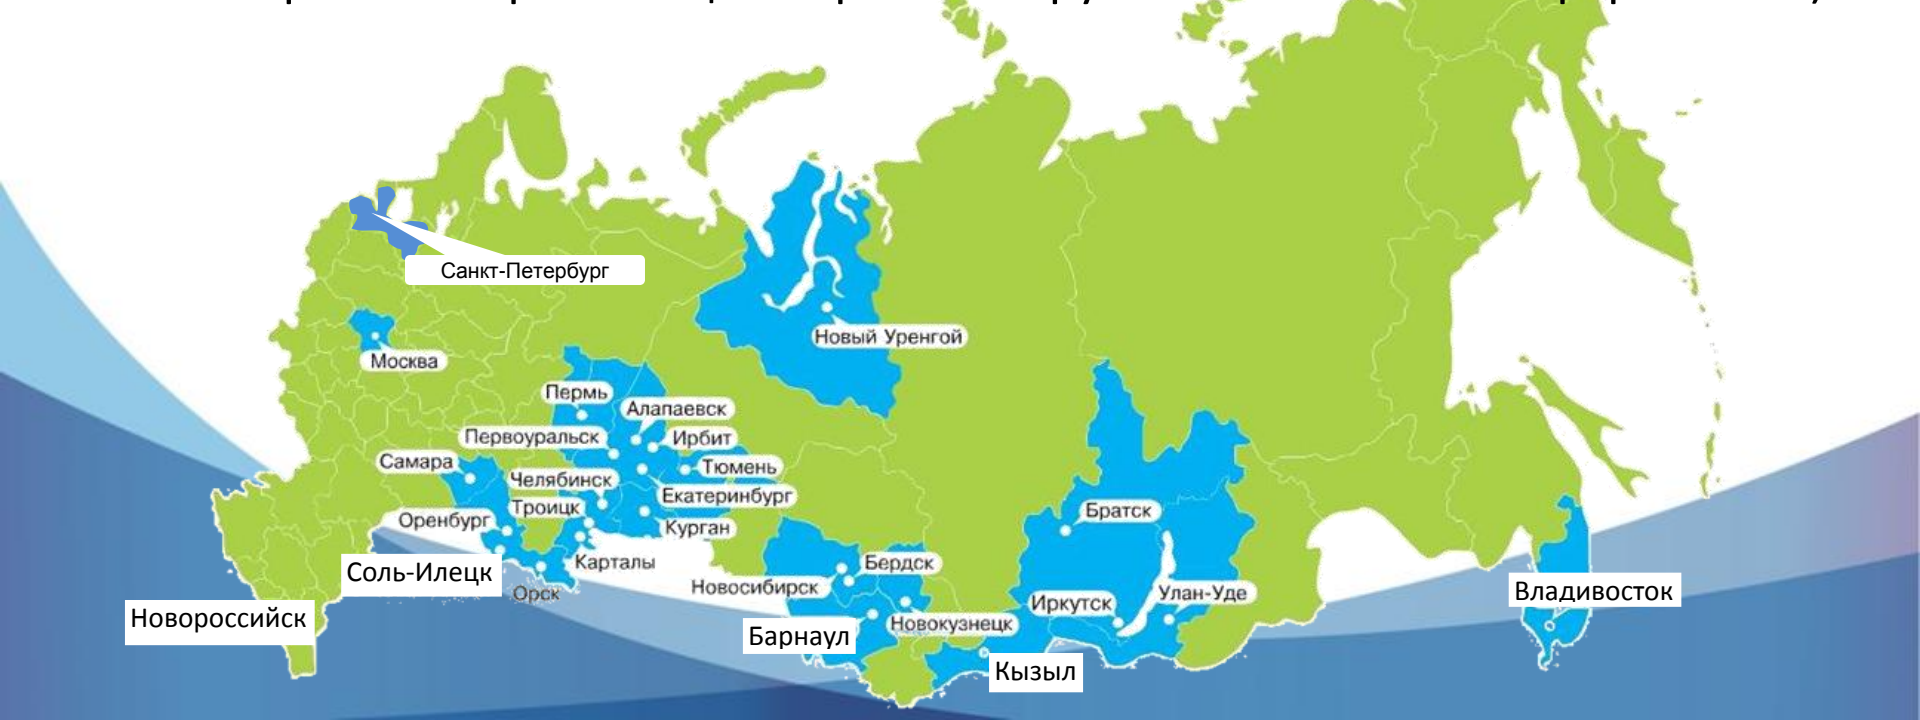 Санкт-Петербург
Новый Уренгой
Москва
Пермь
Алапаевск
Первоуральск
Ирбит
Самара
Тюмень
Челябинск
Екатеринбург
Троицк
Оренбург
Курган
Братск
Карталы
Бердск
Соль-Илецк
Новосибирск
Орск
Владивосток
Улан-Уде
Иркутск
Новороссийск
Новокузнецк
Барнаул
Кызыл